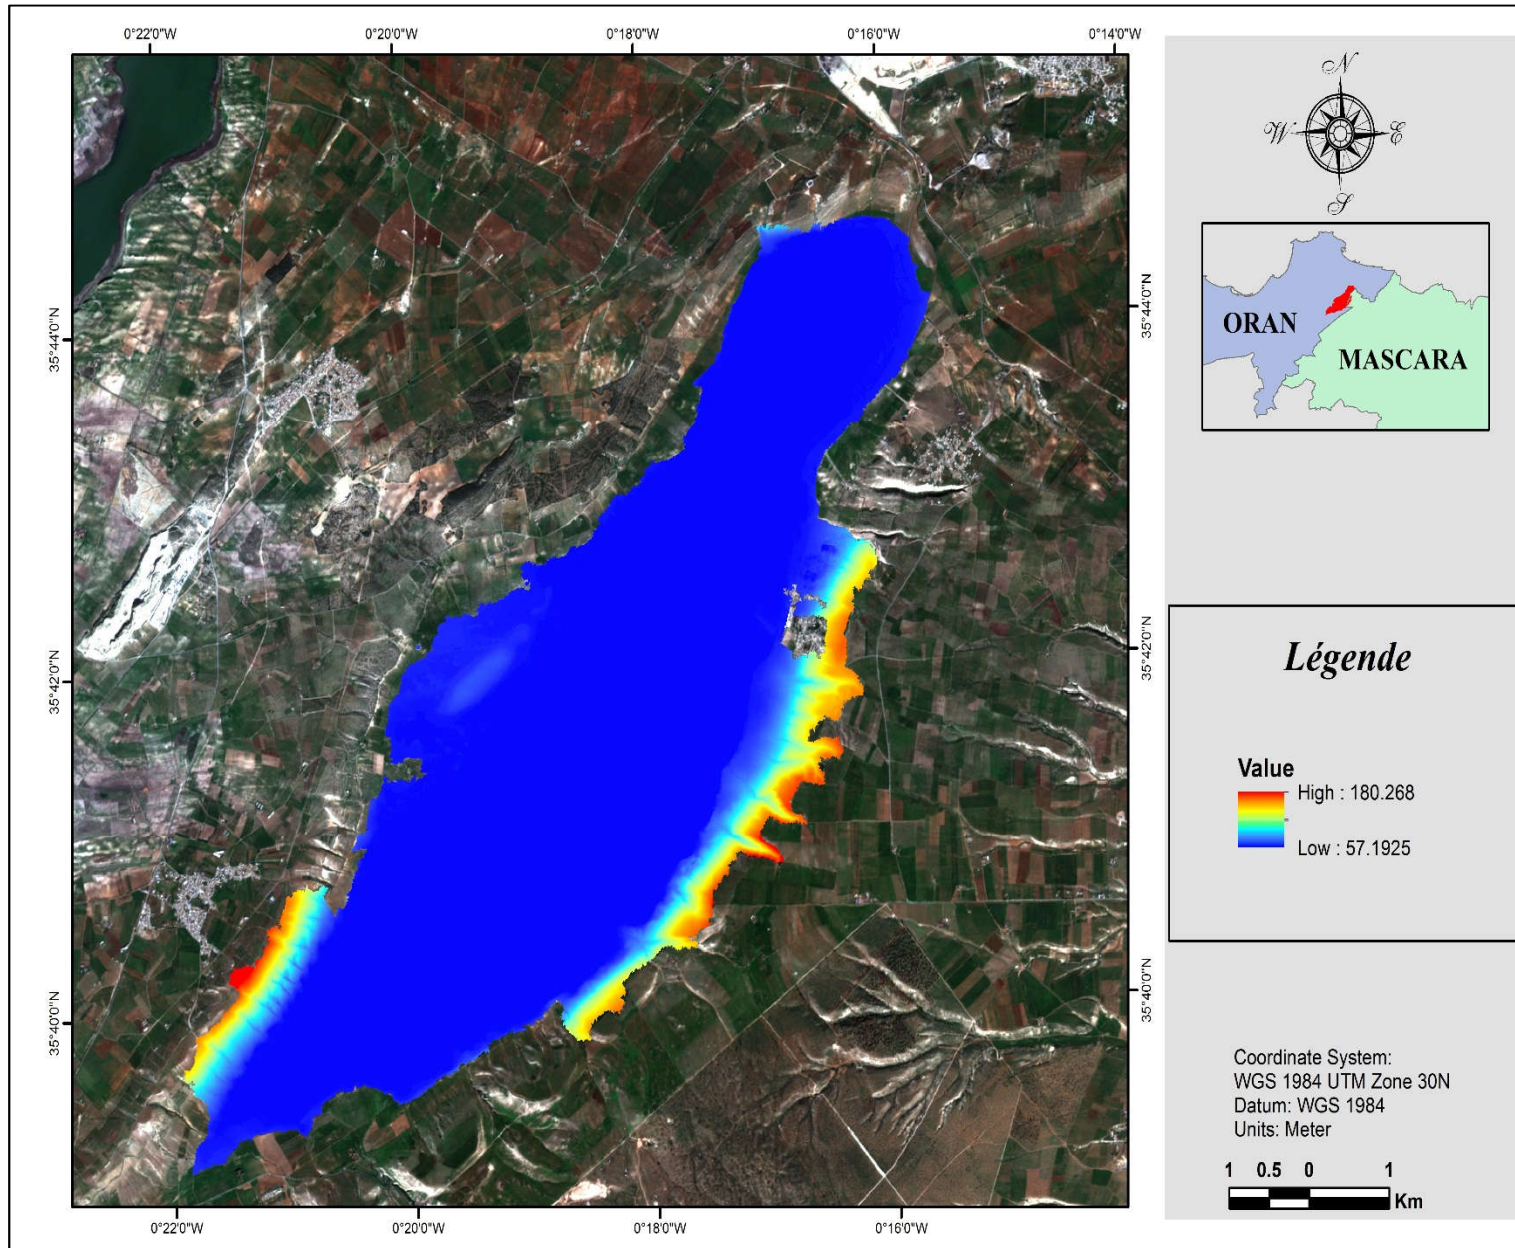 0°22'0"W
0°20'0"W
0°18'0"W
0°16'0"W
0°14'0"W
35°44'0"N
35°42'0"N
35°40'0"N
35°44'0"N
35°42'0"N
35°40'0"N
0°22'0"W
0°20'0"W
0°18'0"W
0°16'0"W
N
W
E
S
ORAN
MASCARA
Légende
Value
High : 180.268
Low : 57.1925
Coordinate System:
WGS 1984 UTM Zone 30N
Datum: WGS 1984
Units: Meter
1 0.5 0 1
Km